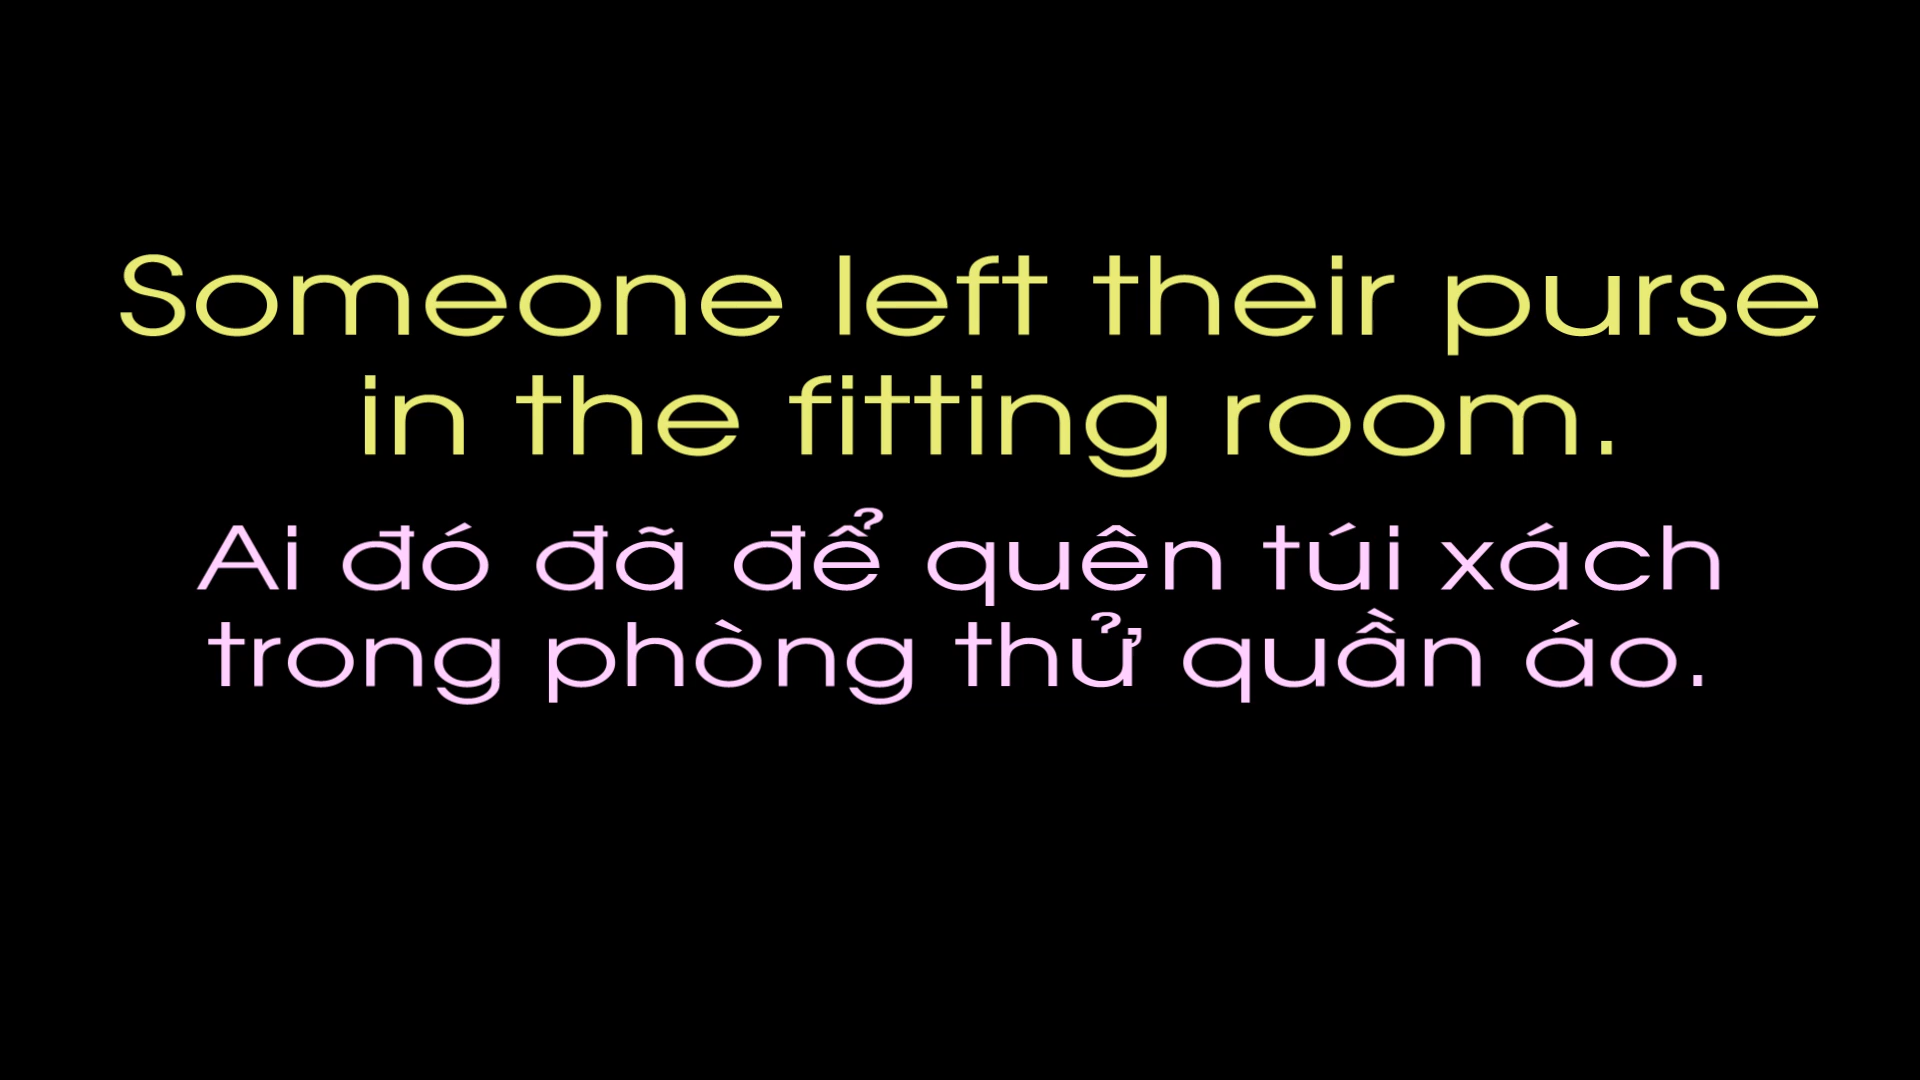 Someone left their purse
in the fitting room.
Ai đó đã để quên túi xách
trong phòng thử quần áo.